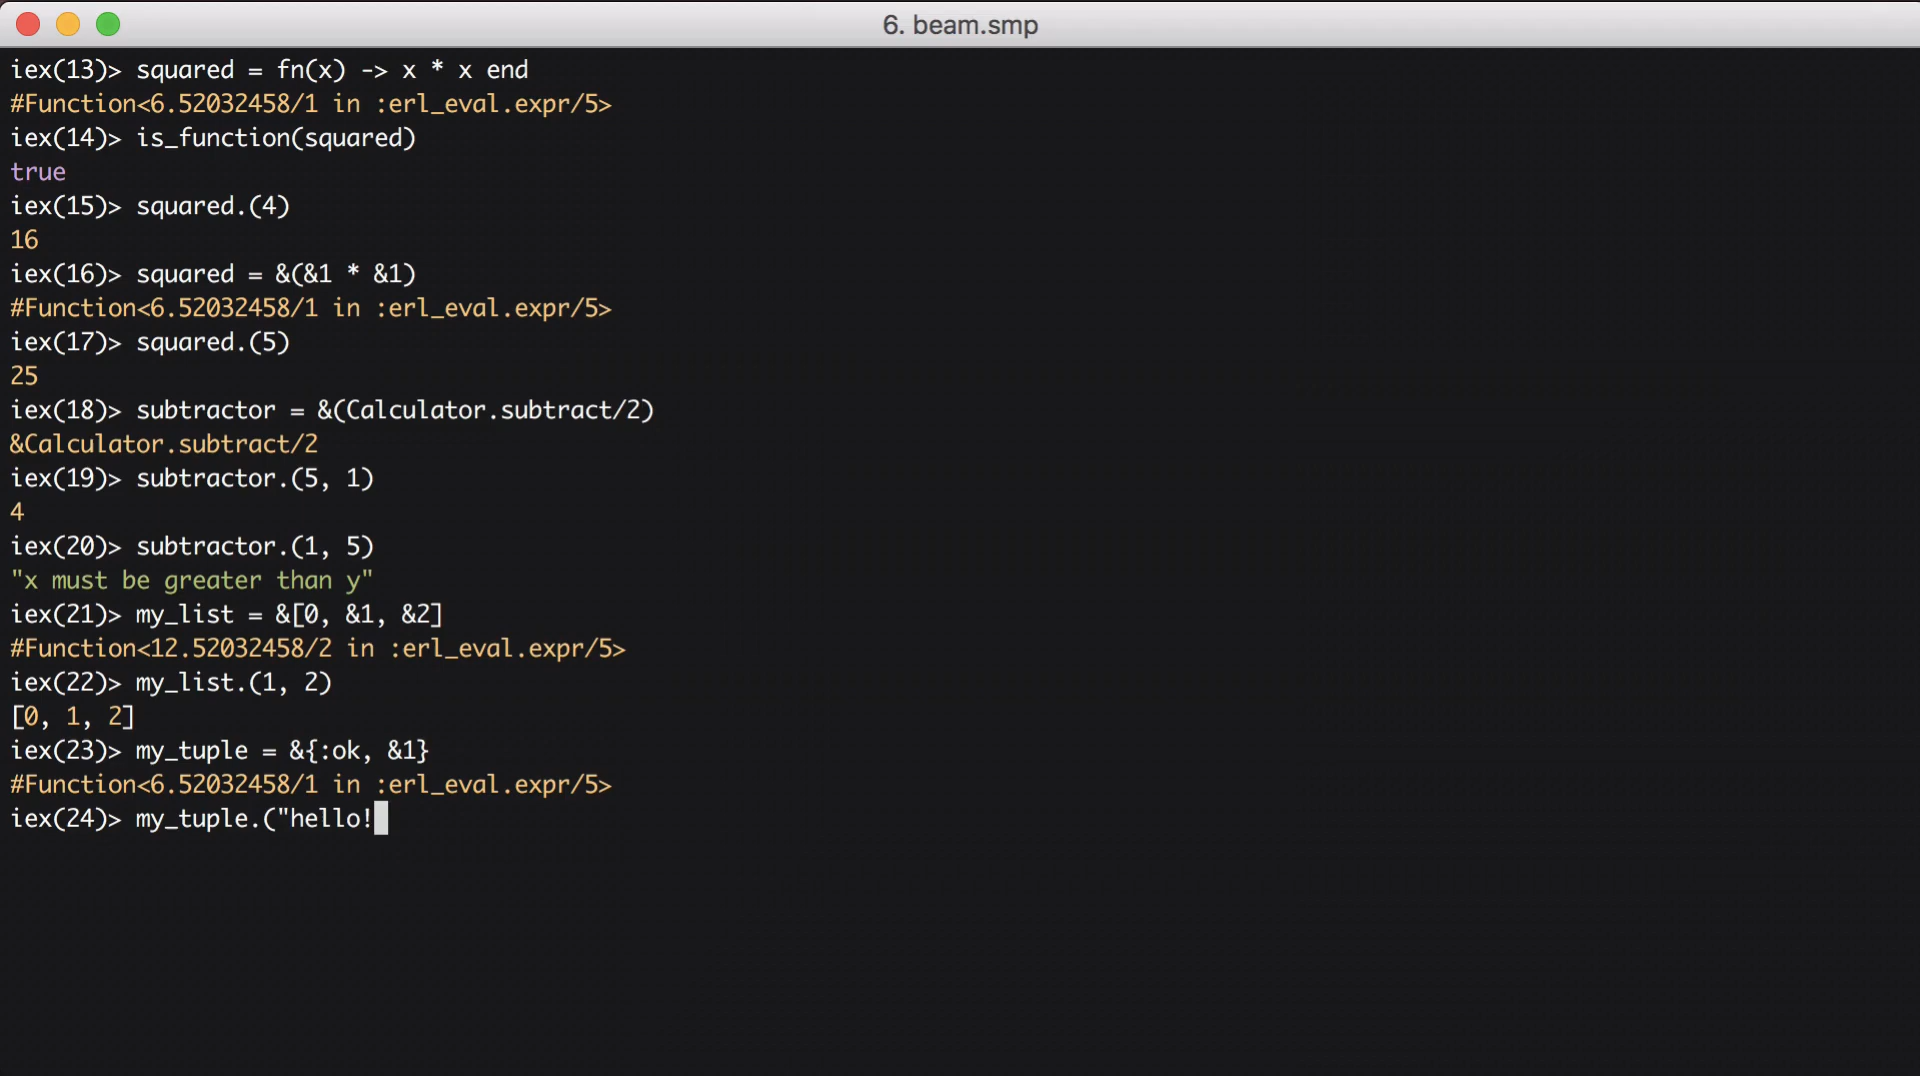 6. beam.smp
iex(13)> squared = fn(x) -> x * x end
#Function<6.52032458/1 in :erl_eval.expr/5>
iex(14)> is_function(squared)
true
iex(15)> squared.(4)
16
iex(16)> squared = &(&1 * &1)
#Function<6.52032458/1 in :erl_eval.expr/5>
iex(17)> squared.(5)
25
iex(18)> subtractor = &(Calculator.subtract/2)
&Calculator.subtract/2
iex(19)> subtractor.(5, 1)
4
iex(20)> subtractor.(1, 5)
"x must be greater than y"
iex(21)> my_list = &[0, &1, &2]
#Function<12.52032458/2 in :erl_eval.expr/5>
iex(22)> my_list.(1, 2)
[0, 1, 2]
iex(23)> my_tuple = &{:ok, &1}
#Function<6.52032458/1 in :erl_eval.expr/5>
iex(24)> my_tuple.("hello!